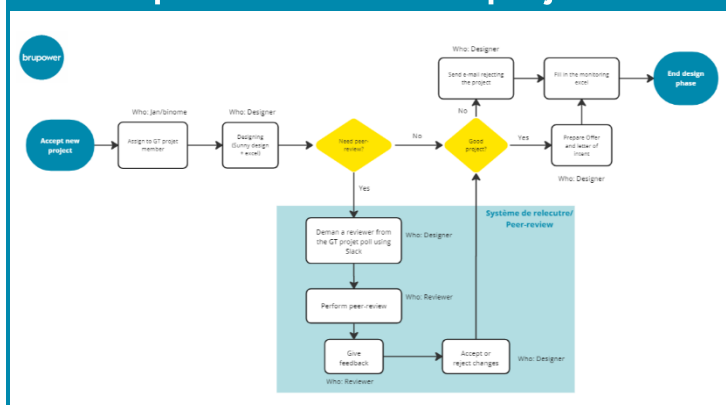 brupower
Who: Designer
Send e-mail rejecting
the project
Fill in the monitoring
excel
End design
phase
Who: Jan/binome
Who: Designer
No
Accept new
project
Assign to GT projet
member
Designing
(Sunny design
+ excel)
Need peer-
review?
No
Good
project?
Yes
Prepare Offer
and letter of
intent
Who: Designer
Yes
Système de relecutre/
Peer-review
Deman a reviewer from
the GT projet poll using
Slack
Who: Designer
Perform peer-review
Who: Reviewer
Give
feedback
Accept or
reject changes
Who: Designer
Who: Reviewer